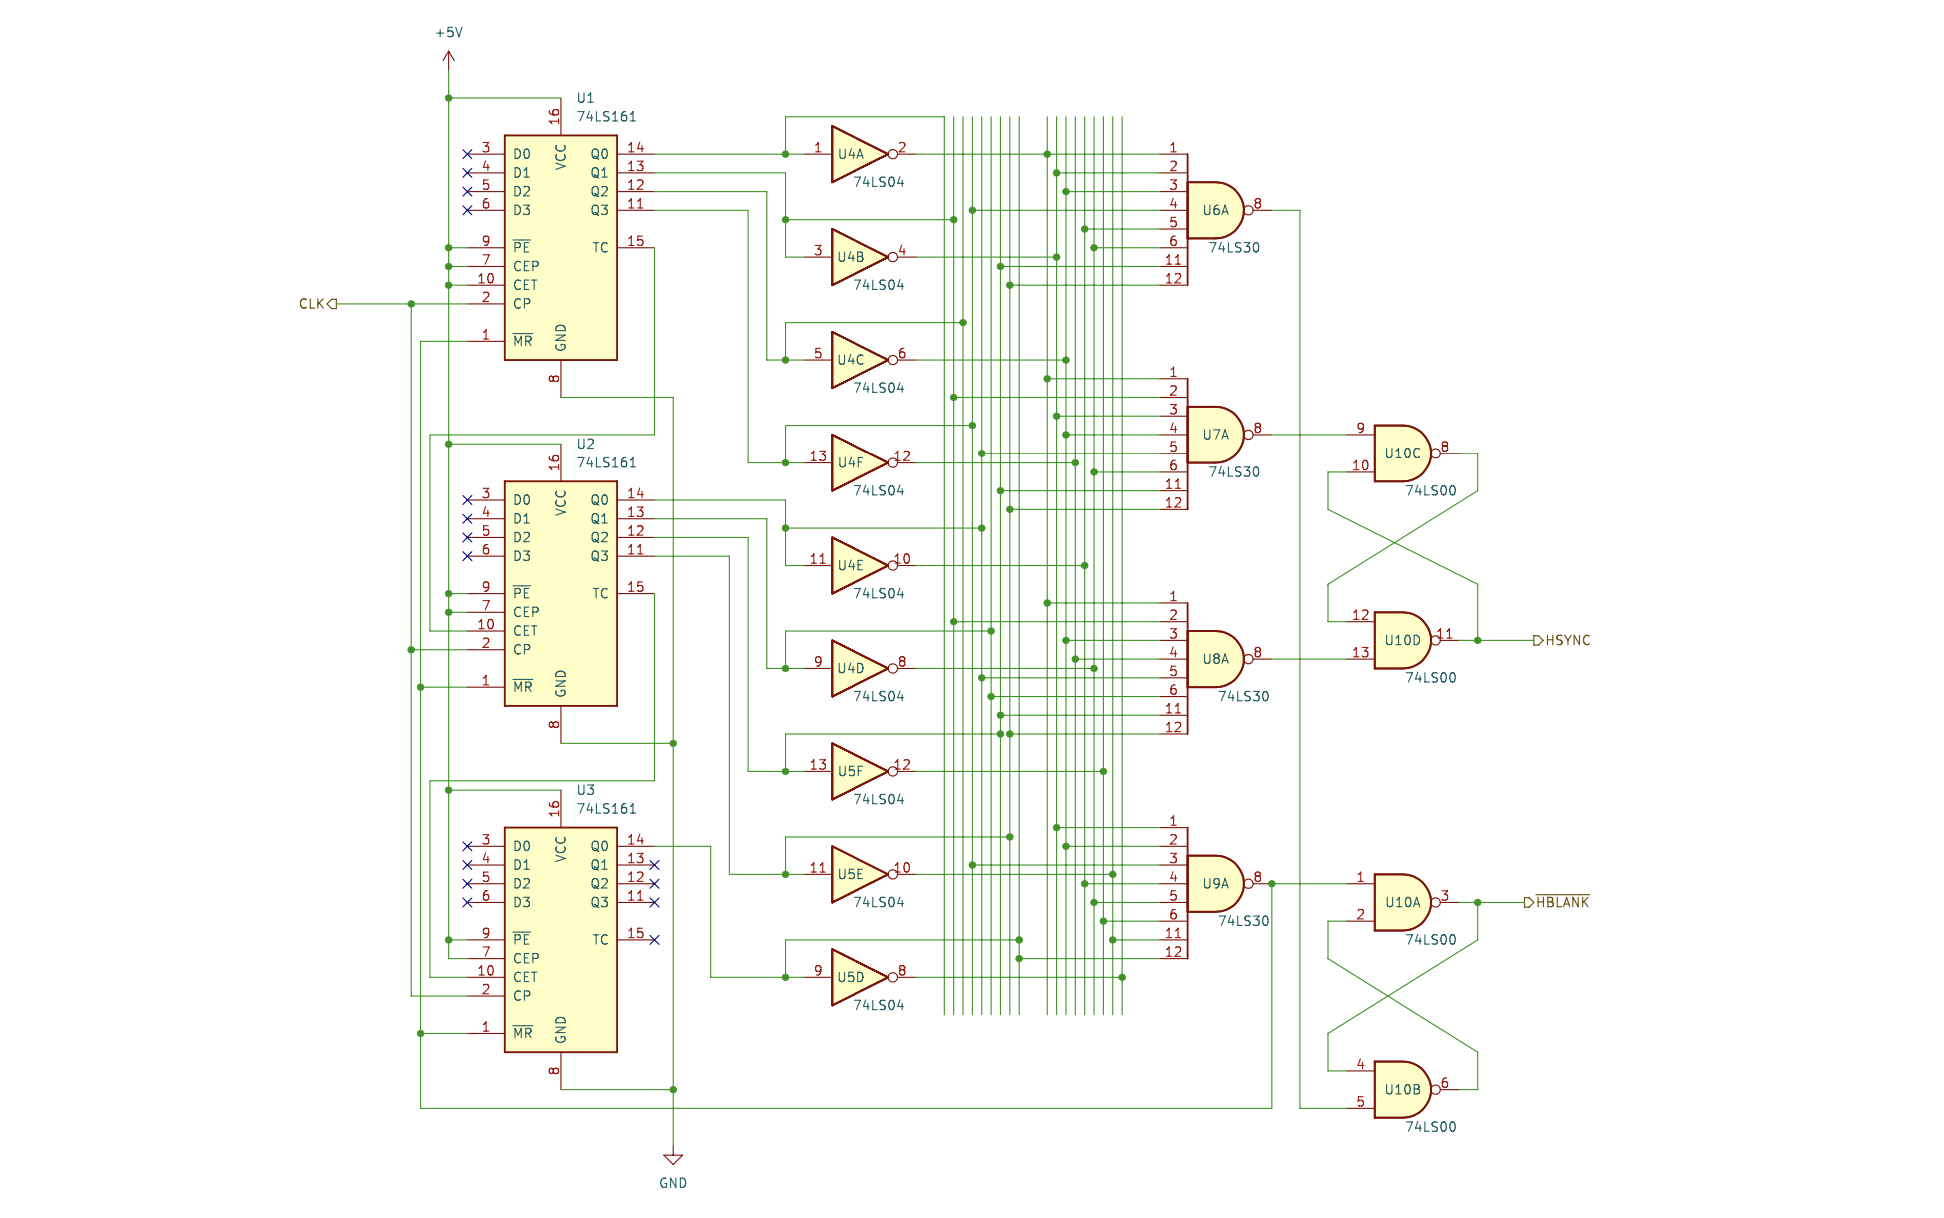 +5V
U1
74LS161
16
VCC
3 D0 Q0 14
4 D1 Q1 13
5 D2 Q2 12
6 D3 Q3 11
9 PE TC 15
7 CEP
10 CET
2 CP
1 MR
GND
8
CLK
U2
74LS161
16
VCC
3 D0 Q0 14
4 D1 Q1 13
5 D2 Q2 12
6 D3 Q3 11
9 PE TC 15
7 CEP
10 CET
2 CP
1 MR
GND
8
U3
74LS161
16
VCC
3 D0 Q0 14
4 D1 Q1 13
5 D2 Q2 12
6 D3 Q3 11
9 PE TC 15
7 CEP
10 CET
2 CP
1 MR
GND
8
GND
1 U4A 2
74LS04
3 U4B 4
74LS04
5 U4C 6
74LS04
13 U4F 12
74LS04
11 U4E 10
74LS04
9 U4D 8
74LS04
13 U5F 12
74LS04
11 U5E 10
74LS04
9 U5D 8
74LS04
1
2
3
4 U6A 8
5
6 74LS30
11
12
1
2
3
4 U7A 8
5
6 74LS30
11
12
1
2
3
4 U8A 8
5
6 74LS30
11
12
1
2
3
4 U9A 8
5
6 74LS30
11
12
9
U10C 8
10
74LS00
12
U10D 11
13
74LS00
HSYNC
1
U10A 3
2
74LS00
HBLANK
4
U10B 6
5
74LS00